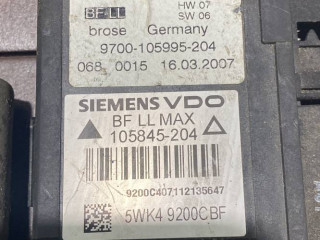 BF LL
HW 07
SW 06
brose Germany
9700-105995-204
068 0015 16.03.2007
SIEMENS VDO
BF LL MAX
105845-204
9200C407112135647
5WK4 9200CBF